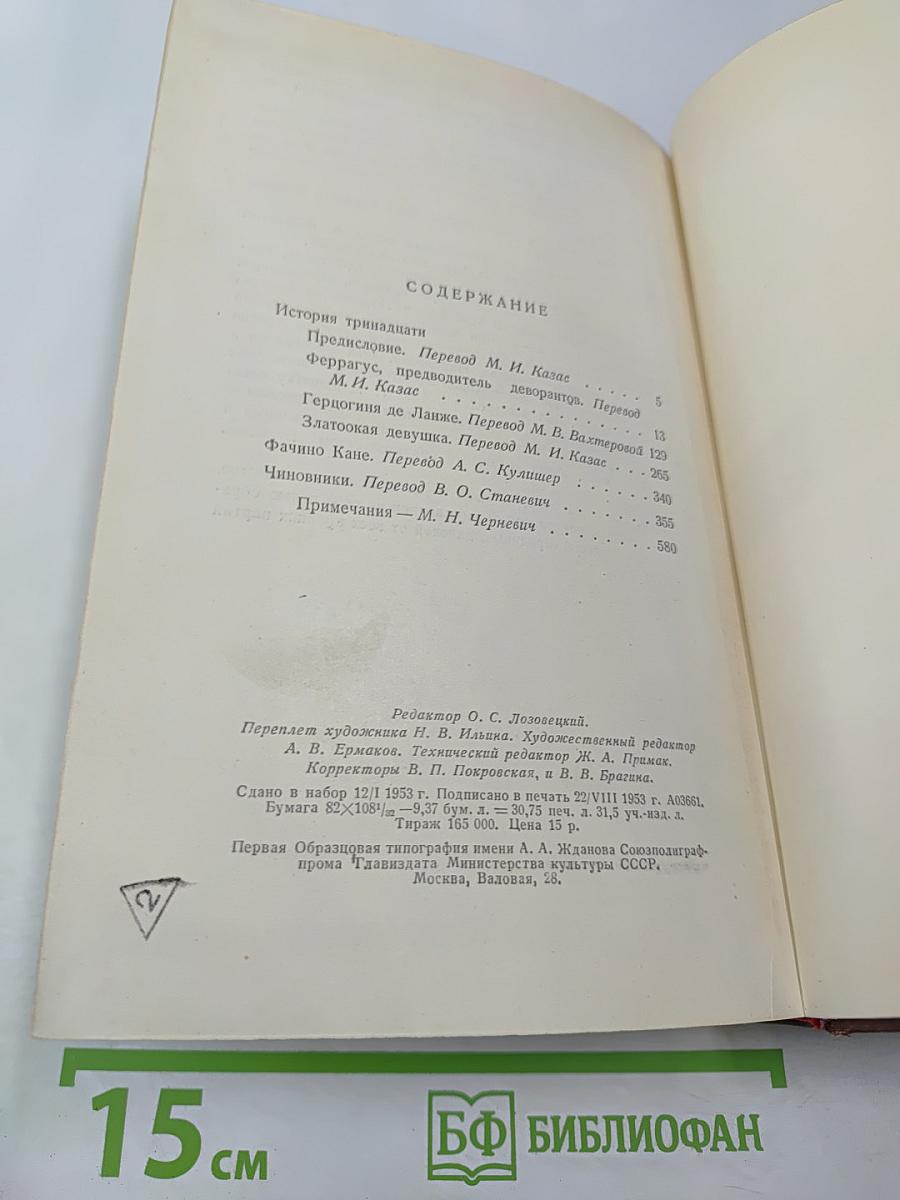 СОДЕРЖАНИЕ
История тринадцати
Предисловие. Перевод М. И. Казас . . . . 5
Феррагус, предводитель деворантов. Перевод
М. И. Казас . . . . . . . . . . . . . . 13
Герцогиня де Ланже. Перевод М. В. Вахтеровой 129
Златоокая девушка. Перевод М. И. Казас . . . 265
Фачино Кане. Перевод А. С. Кулишер . . . . . . 340
Чиновники. Перевод В. О. Станевич . . . . . . . 355
Примечания — М. Н. Черневич . . . . . . . . 580
Редактор О. С. Лозовецкий.
Переплет художника Н. В. Ильина. Художественный редактор
А. В. Ермаков. Технический редактор Ж. А. Примак.
Корректоры В. П. Покровская, и В. В. Брагина.
Сдано в набор 12/I 1953 г. Подписано в печать 22/VIII 1953 г. А03661.
Бумага 82×108¹/₃₂ —9,37 бум. л. = 30,75 печ. л. 31,5 уч.-изд. л.
Тираж 165 000. Цена 15 р.
Первая Образцовая типография имени А. А. Жданова Союзполиграф-
прома Главиздата Министерства культуры СССР.
Москва, Валовая, 28.
2
15 см
БФ БИБЛИОФАН